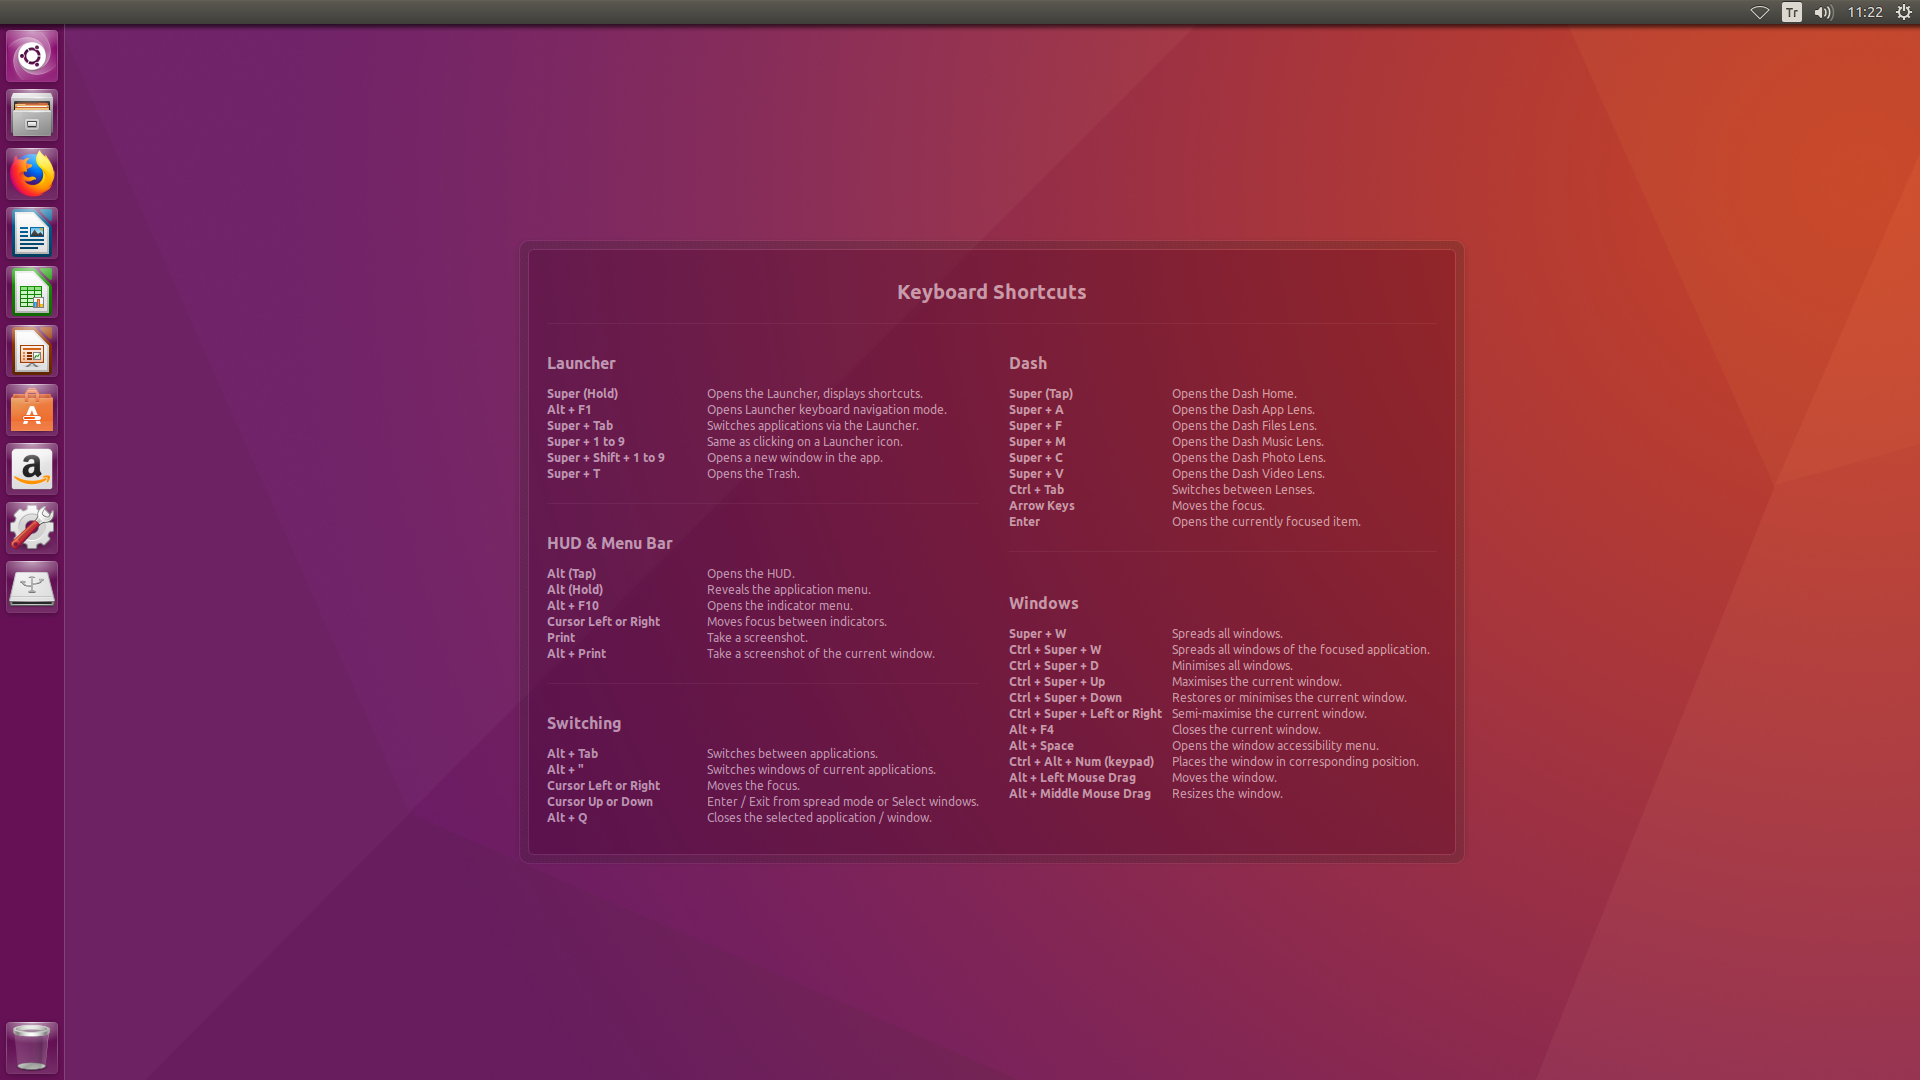 Tr 11:22
Keyboard Shortcuts
Launcher
Super (Hold) Opens the Launcher, displays shortcuts.
Alt + F1 Opens Launcher keyboard navigation mode.
Super + Tab Switches applications via the Launcher.
Super + 1 to 9 Same as clicking on a Launcher icon.
Super + Shift + 1 to 9 Opens a new window in the app.
Super + T Opens the Trash.
HUD & Menu Bar
Alt (Tap) Opens the HUD.
Alt (Hold) Reveals the application menu.
Alt + F10 Opens the indicator menu.
Cursor Left or Right Moves focus between indicators.
Print Take a screenshot.
Alt + Print Take a screenshot of the current window.
Switching
Alt + Tab Switches between applications.
Alt + " Switches windows of current applications.
Cursor Left or Right Moves the focus.
Cursor Up or Down Enter / Exit from spread mode or Select windows.
Alt + Q Closes the selected application / window.
Dash
Super (Tap) Opens the Dash Home.
Super + A Opens the Dash App Lens.
Super + F Opens the Dash Files Lens.
Super + M Opens the Dash Music Lens.
Super + C Opens the Dash Photo Lens.
Super + V Opens the Dash Video Lens.
Ctrl + Tab Switches between Lenses.
Arrow Keys Moves the focus.
Enter Opens the currently focused item.
Windows
Super + W Spreads all windows.
Ctrl + Super + W Spreads all windows of the focused application.
Ctrl + Super + D Minimises all windows.
Ctrl + Super + Up Maximises the current window.
Ctrl + Super + Down Restores or minimises the current window.
Ctrl + Super + Left or Right Semi-maximise the current window.
Alt + F4 Closes the current window.
Alt + Space Opens the window accessibility menu.
Ctrl + Alt + Num (keypad) Places the window in corresponding position.
Alt + Left Mouse Drag Moves the window.
Alt + Middle Mouse Drag Resizes the window.